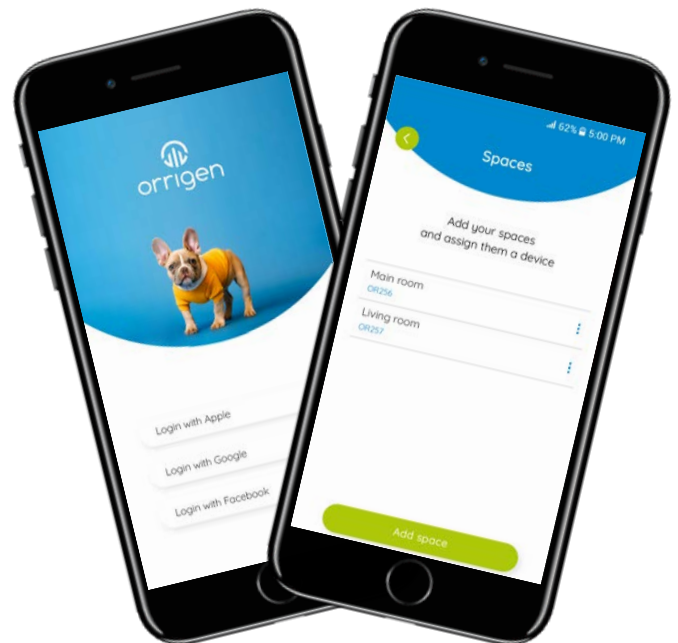 orrigen
Login with Apple
Login with Google
Login with Facebook
62% 5:00 PM
Spaces
Add your spaces
and assign them a device
Main room
OR256
Living room
OR257
Add space